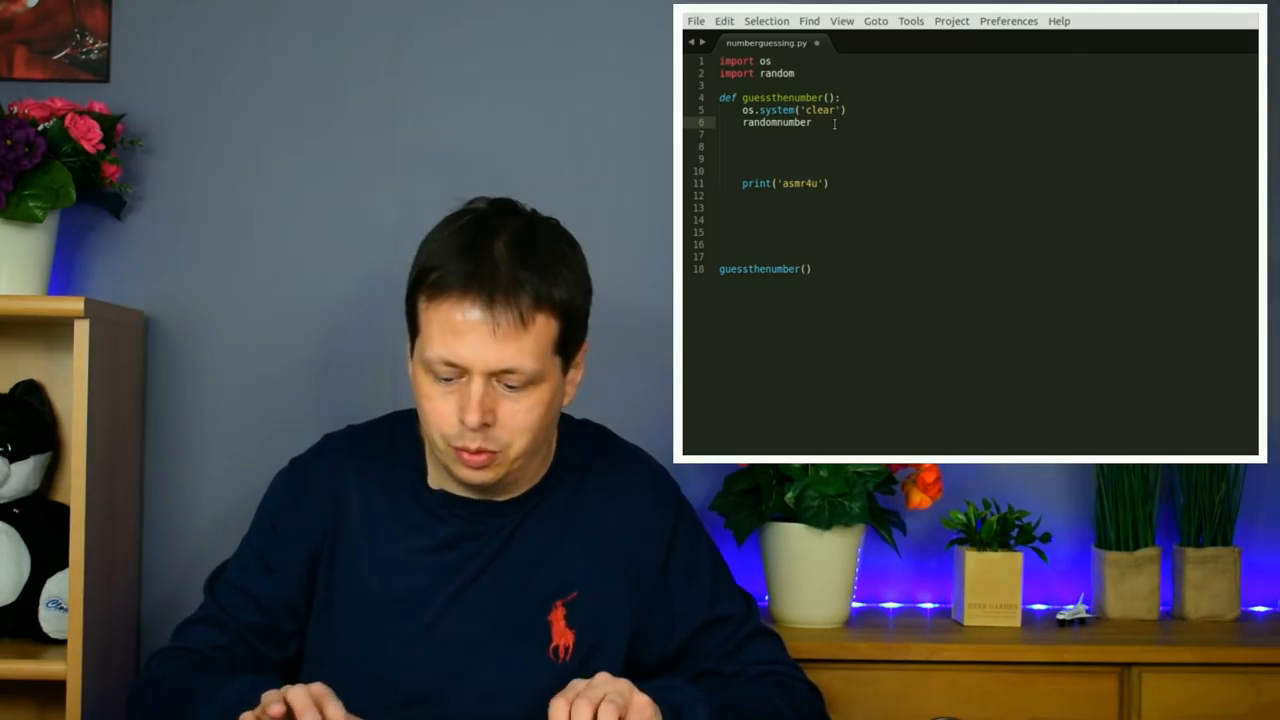 File Edit Selection Find View Goto Tools Project Preferences Help
numberguessing.py
1 import os
2 import random
3
4 def guessthenumber():
5 os.system('clear')
6 randomnumber
7
8
9
10
11 print('asmr4u')
12
13
14
15
16
17
18 guessthenumber()
HERB GARDEN